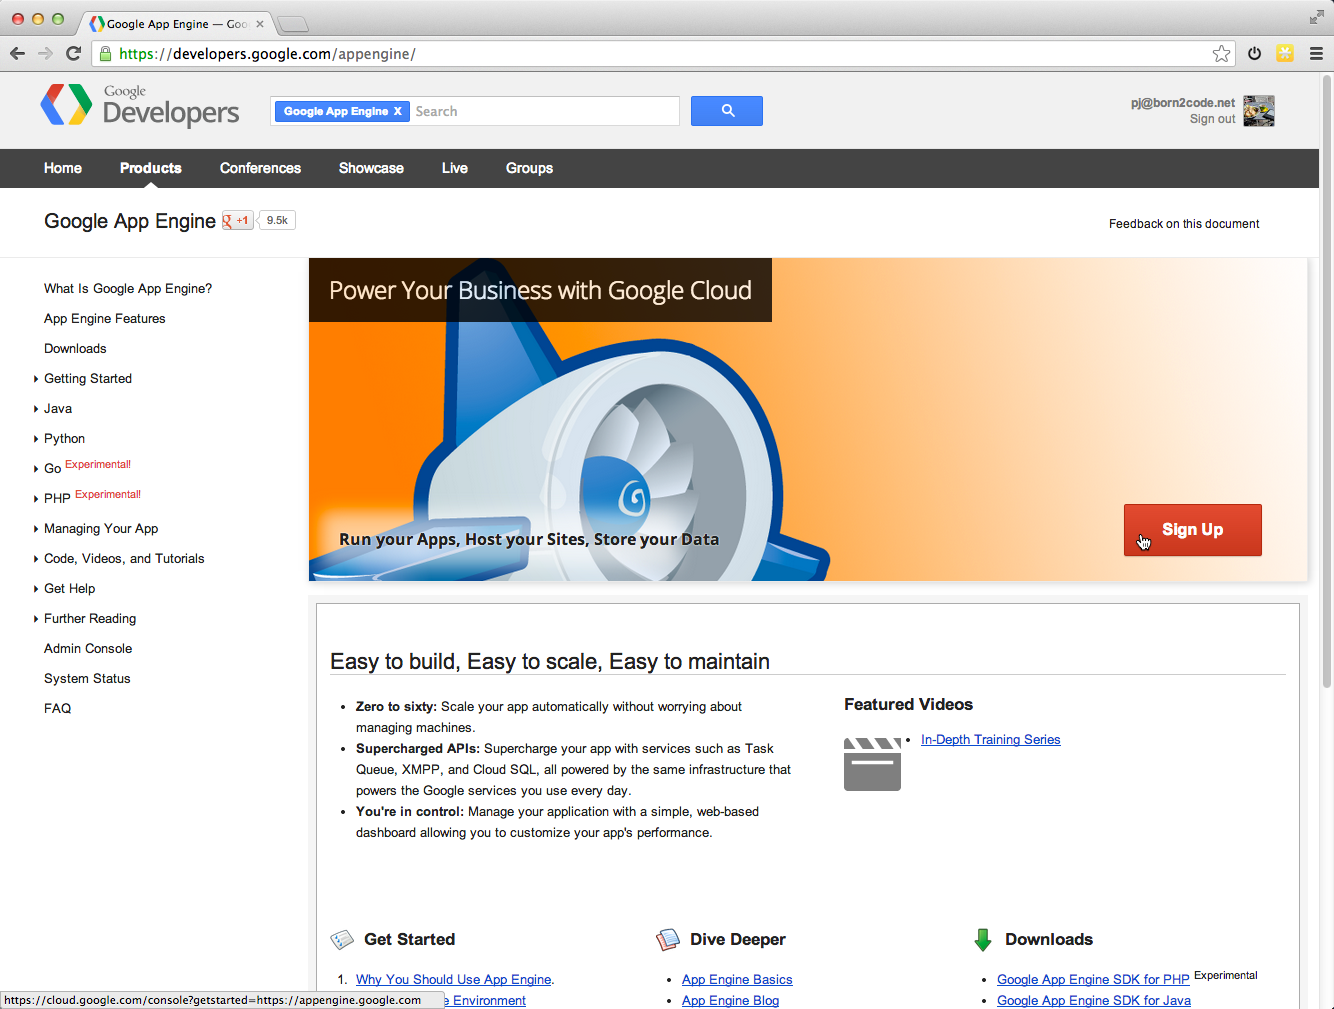 Google App Engine — Goo
https://developers.google.com/appengine/
Google
Developers
Google App Engine X
Search
pj@born2code.net
Sign out
Home
Products
Conferences
Showcase
Live
Groups
Google App Engine
+1
9.5k
Feedback on this document
What Is Google App Engine?
App Engine Features
Downloads
Getting Started
Java
Python
Go Experimental!
PHP Experimental!
Managing Your App
Code, Videos, and Tutorials
Get Help
Further Reading
Admin Console
System Status
FAQ
Power Your Business with Google Cloud
Run your Apps, Host your Sites, Store your Data
Sign Up
Easy to build, Easy to scale, Easy to maintain
• Zero to sixty: Scale your app automatically without worrying about
managing machines.
• Supercharged APIs: Supercharge your app with services such as Task
Queue, XMPP, and Cloud SQL, all powered by the same infrastructure that
powers the Google services you use every day.
• You're in control: Manage your application with a simple, web-based
dashboard allowing you to customize your app's performance.
Featured Videos
• In-Depth Training Series
Get Started
1. Why You Should Use App Engine.
e Environment
Dive Deeper
• App Engine Basics
• App Engine Blog
Downloads
• Google App Engine SDK for PHP Experimental
• Google App Engine SDK for Java
https://cloud.google.com/console?getstarted=https://appengine.google.com